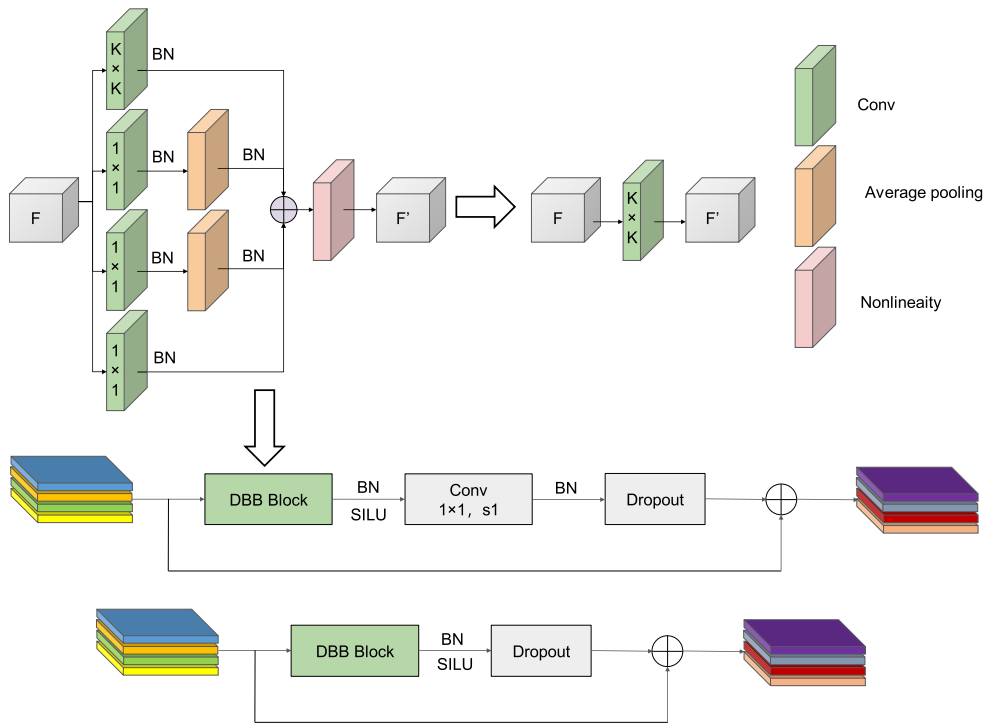 K
×
K
BN
1
×
1
BN
BN
F
1
×
1
BN
BN
1
×
1
BN
F'
F
K
×
K
F'
Conv
Average pooling
Nonlineaity
DBB Block
BN
SILU
Conv
1×1, s1
BN
Dropout
DBB Block
BN
SILU
Dropout